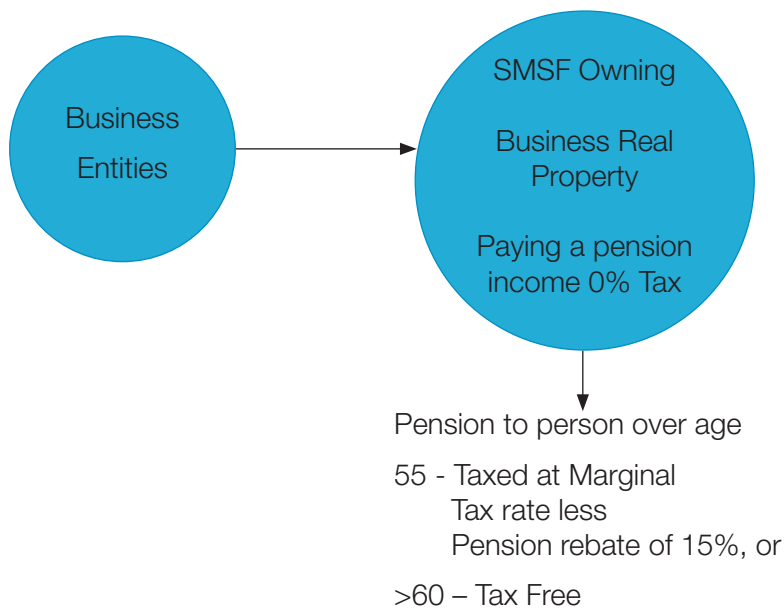 Business
Entities
SMSF Owning
Business Real
Property
Paying a pension
income 0% Tax
Pension to person over age
55 - Taxed at Marginal
Tax rate less
Pension rebate of 15%, or
>60 – Tax Free